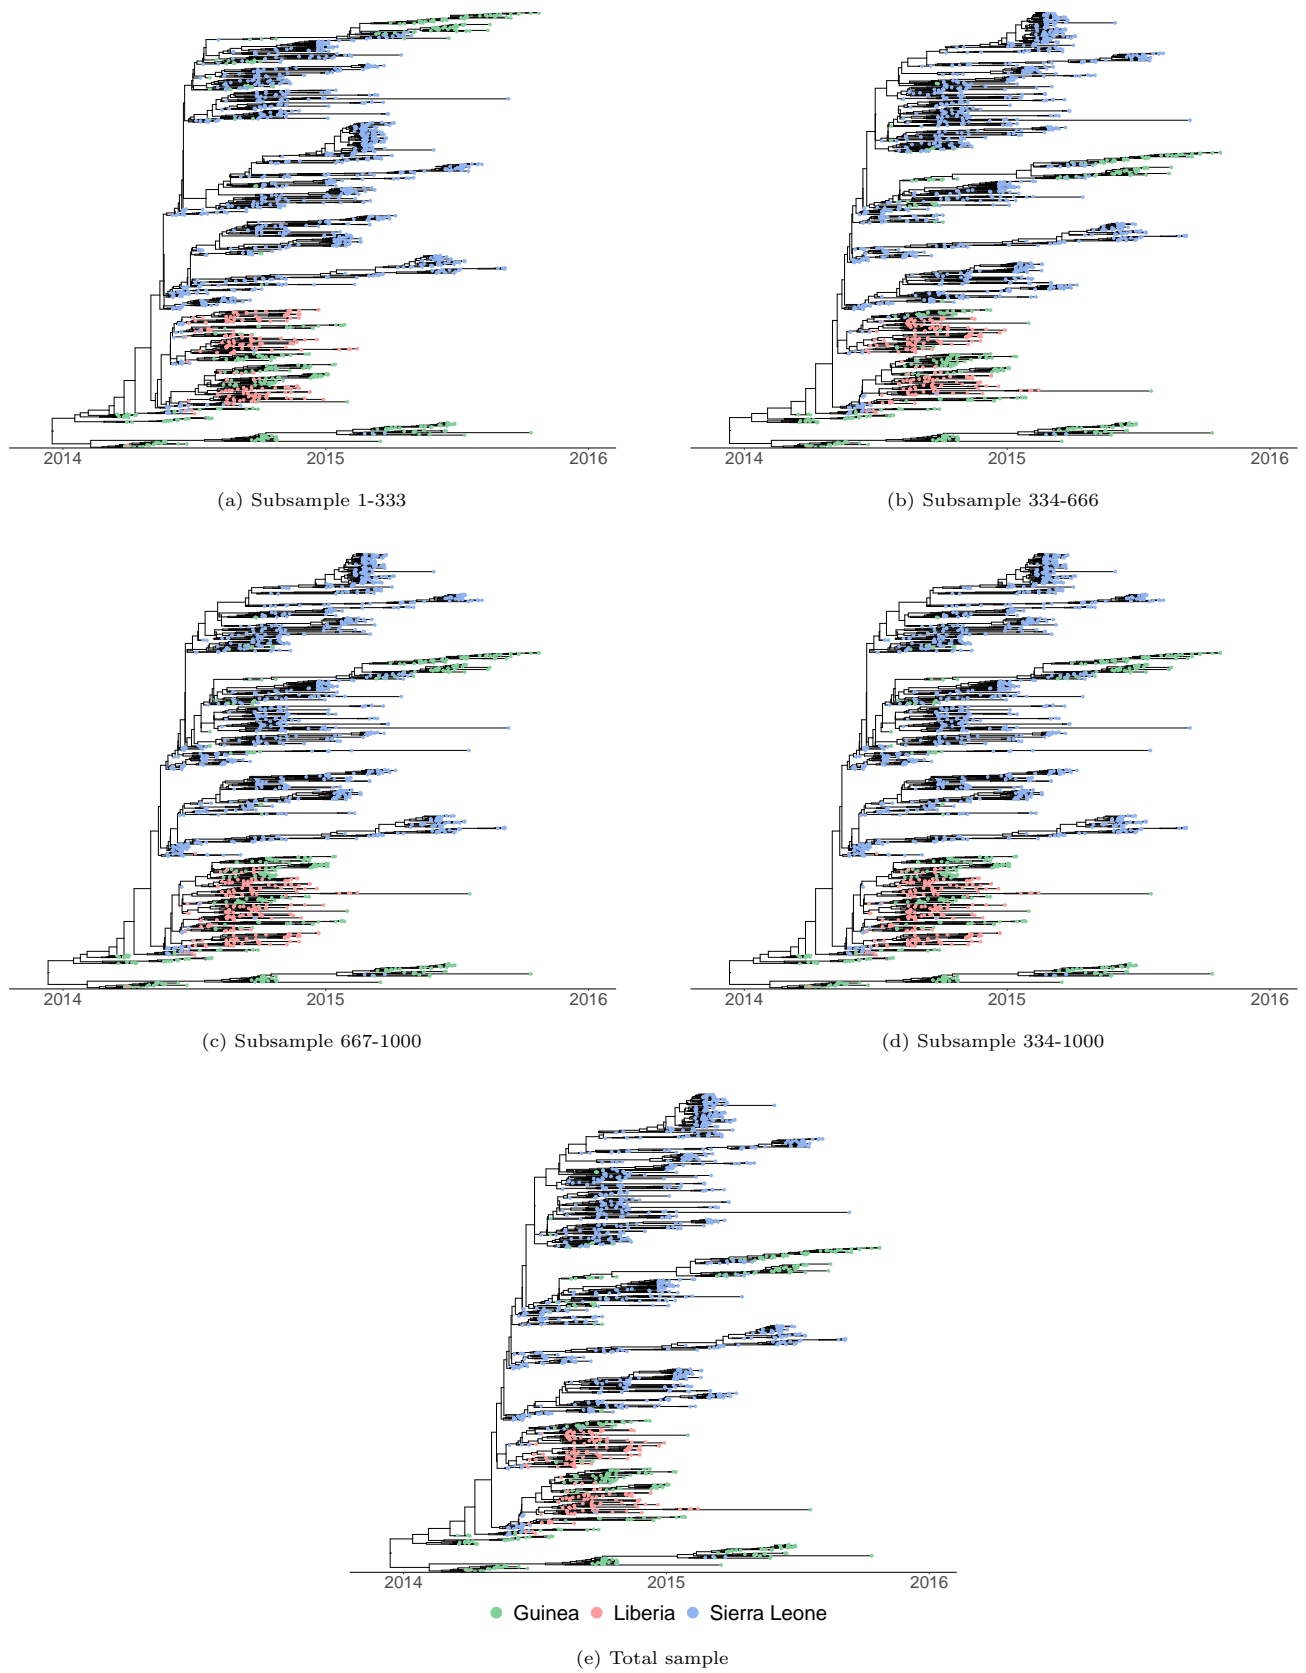 2014 2015 2016 2014 2015 2016
(a) Subsample 1-333 (b) Subsample 334-666
2014 2015 2016 2014 2015 2016
(c) Subsample 667-1000 (d) Subsample 334-1000
2014 2015 2016
Guinea Liberia Sierra Leone
(e) Total sample